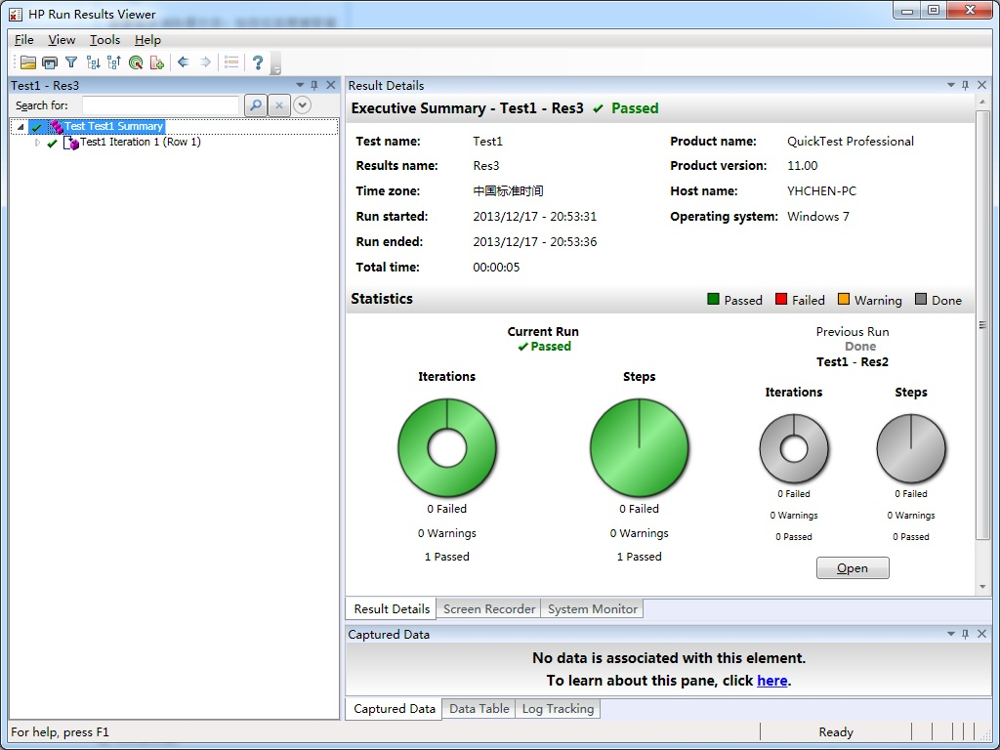 HP Run Results Viewer
File View Tools Help
Test1 - Res3
Search for:
Test Test1 Summary
Test1 Iteration 1 (Row 1)
Result Details
Executive Summary - Test1 - Res3 Passed
Test name: Test1 Product name: QuickTest Professional
Results name: Res3 Product version: 11.00
Time zone: 中国标准时间 Host name: YHCHEN-PC
Run started: 2013/12/17 - 20:53:31 Operating system: Windows 7
Run ended: 2013/12/17 - 20:53:36
Total time: 00:00:05
Statistics Passed Failed Warning Done
Current Run
Passed
Iterations Steps
0 Failed 0 Failed
0 Warnings 0 Warnings
1 Passed 1 Passed
Previous Run
Done
Test1 - Res2
Iterations Steps
0 Failed 0 Failed
0 Warnings 0 Warnings
0 Passed 0 Passed
Open
Result Details Screen Recorder System Monitor
Captured Data
No data is associated with this element.
To learn about this pane, click here.
Captured Data Data Table Log Tracking
For help, press F1 Ready